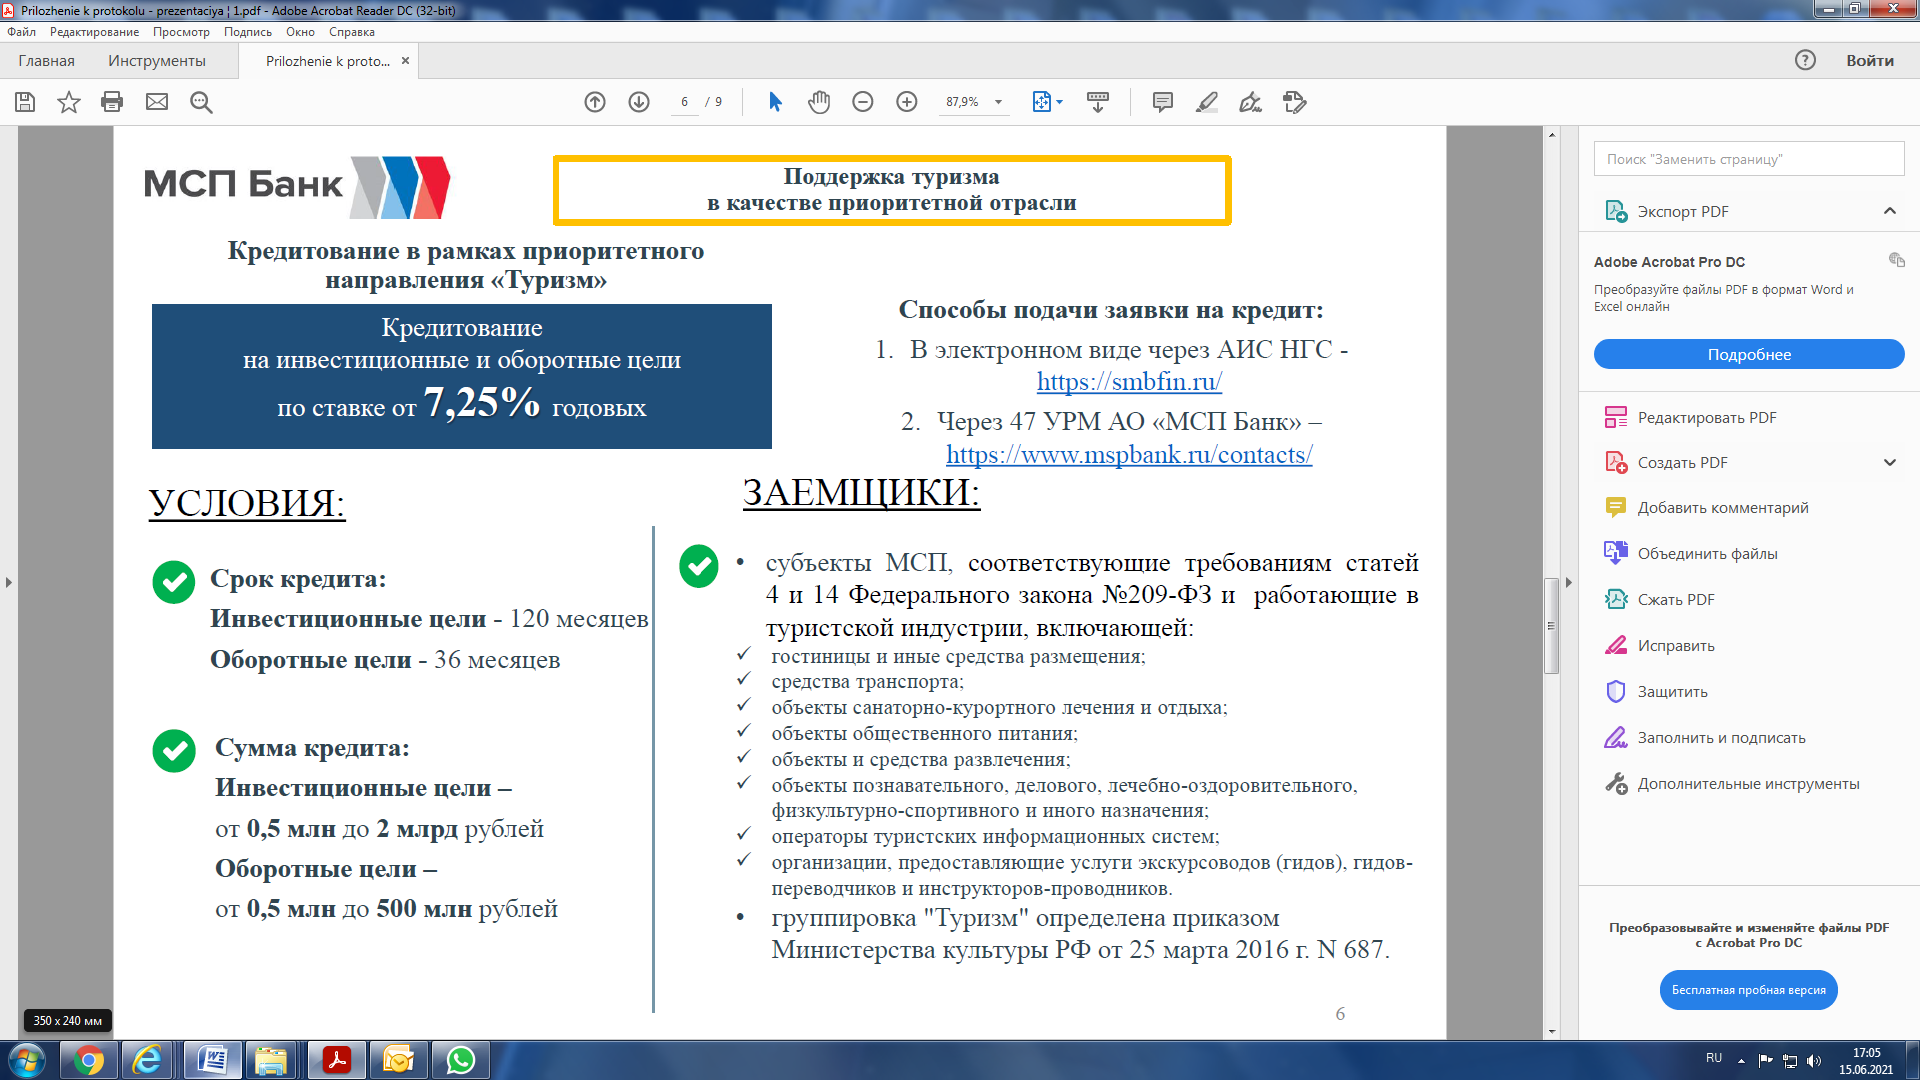 Prilozhenie k protokolu - prezentaciya ¦ 1.pdf - Adobe Acrobat Reader DC (32-bit)
Файл Редактирование Просмотр Подпись Окно Справка
Главная Инструменты Prilozhenie k proto... × Войти
6 / 9 87,9%
МСП Банк
Поддержка туризма
в качестве приоритетной отрасли
Кредитование в рамках приоритетного
направления «Туризм»
Кредитование
на инвестиционные и оборотные цели
по ставке от 7,25% годовых
Способы подачи заявки на кредит:
1. В электронном виде через АИС НГС -
https://smbfin.ru/
2. Через 47 УРМ АО «МСП Банк» –
https://www.mspbank.ru/contacts/
УСЛОВИЯ:
Срок кредита:
Инвестиционные цели - 120 месяцев
Оборотные цели - 36 месяцев
Сумма кредита:
Инвестиционные цели –
от 0,5 млн до 2 млрд рублей
Оборотные цели –
от 0,5 млн до 500 млн рублей
ЗАЕМЩИКИ:
• субъекты МСП, соответствующие требованиям статей
4 и 14 Федерального закона №209-ФЗ и работающие в
туристской индустрии, включающей:
✓ гостиницы и иные средства размещения;
✓ средства транспорта;
✓ объекты санаторно-курортного лечения и отдыха;
✓ объекты общественного питания;
✓ объекты и средства развлечения;
✓ объекты познавательного, делового, лечебно-оздоровительного,
физкультурно-спортивного и иного назначения;
✓ операторы туристских информационных систем;
✓ организации, предоставляющие услуги экскурсоводов (гидов), гидов-
переводчиков и инструкторов-проводников.
• группировка "Туризм" определена приказом
Министерства культуры РФ от 25 марта 2016 г. N 687.
6
350 x 240 мм
Поиск "Заменить страницу"
Экспорт PDF
Adobe Acrobat Pro DC
Преобразуйте файлы PDF в формат Word и
Excel онлайн
Подробнее
Редактировать PDF
Создать PDF
Добавить комментарий
Объединить файлы
Сжать PDF
Исправить
Защитить
Заполнить и подписать
Дополнительные инструменты
Преобразовывайте и изменяйте файлы PDF
с Acrobat Pro DC
Бесплатная пробная версия
RU
17:05
15.06.2021